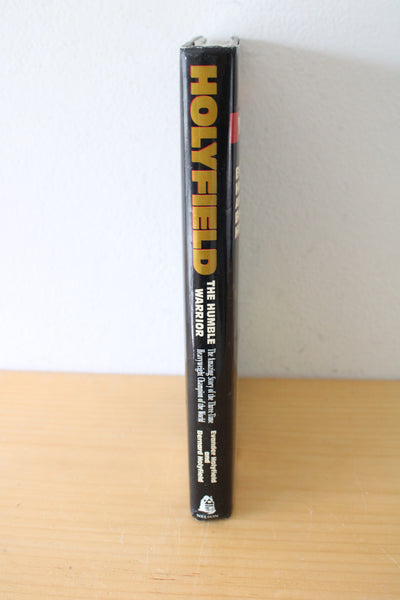 HOLYFIELD
THE HUMBLE
WARRIOR
The Amazing Story of the Three-Time
Heavyweight Champion of the World
Evander Holyfield
and
Bernard Holyfield
NELSON